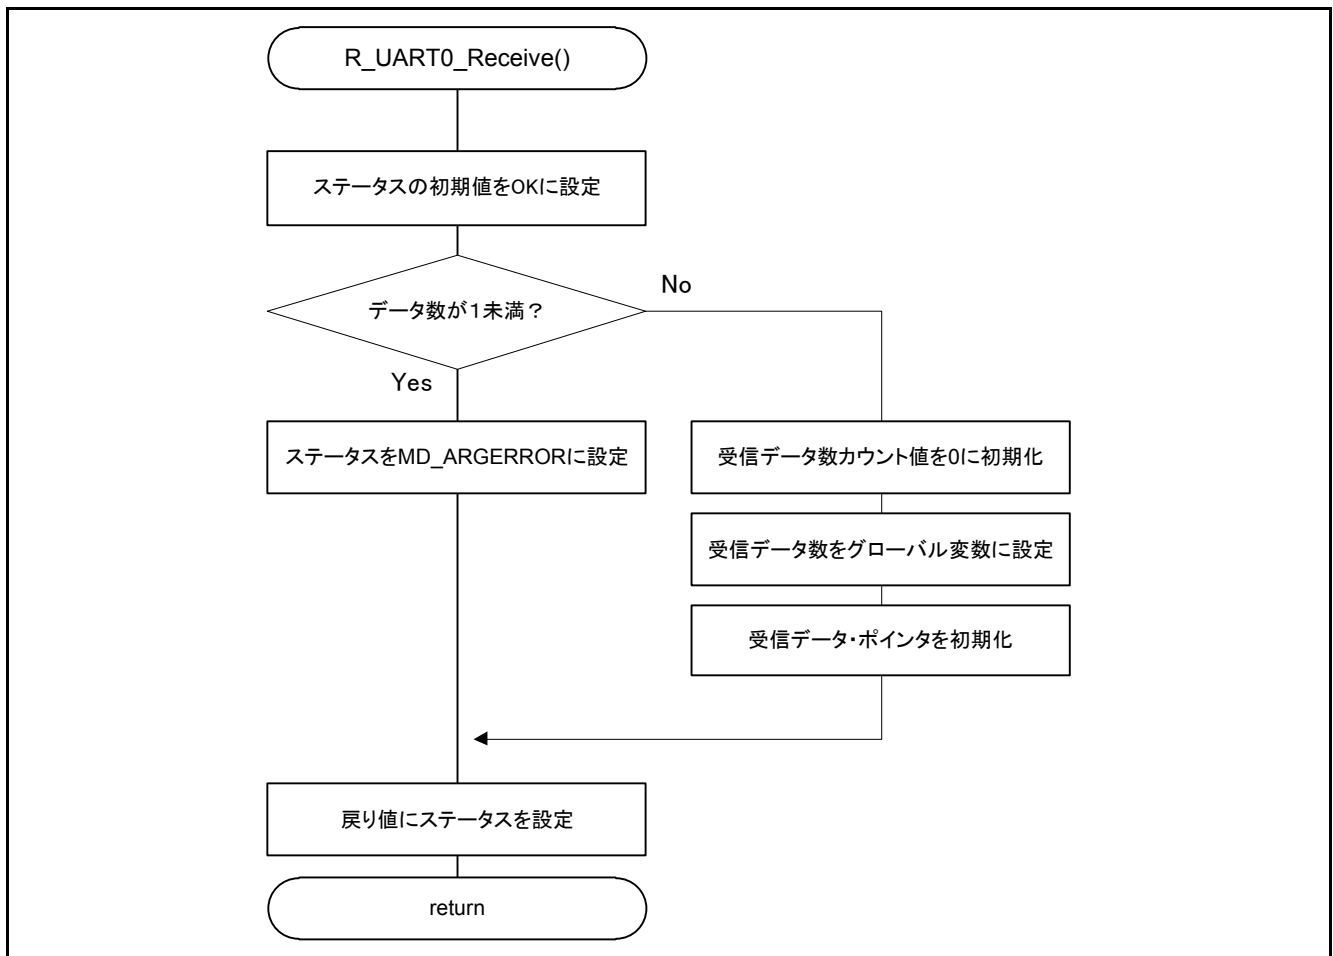 R_UART0_Receive()
ステータスの初期値をOKに設定
データ数が1未満？
No
Yes
ステータスをMD_ARGERRORに設定
受信データ数カウント値を0に初期化
受信データ数をグローバル変数に設定
受信データ・ポインタを初期化
戻り値にステータスを設定
return